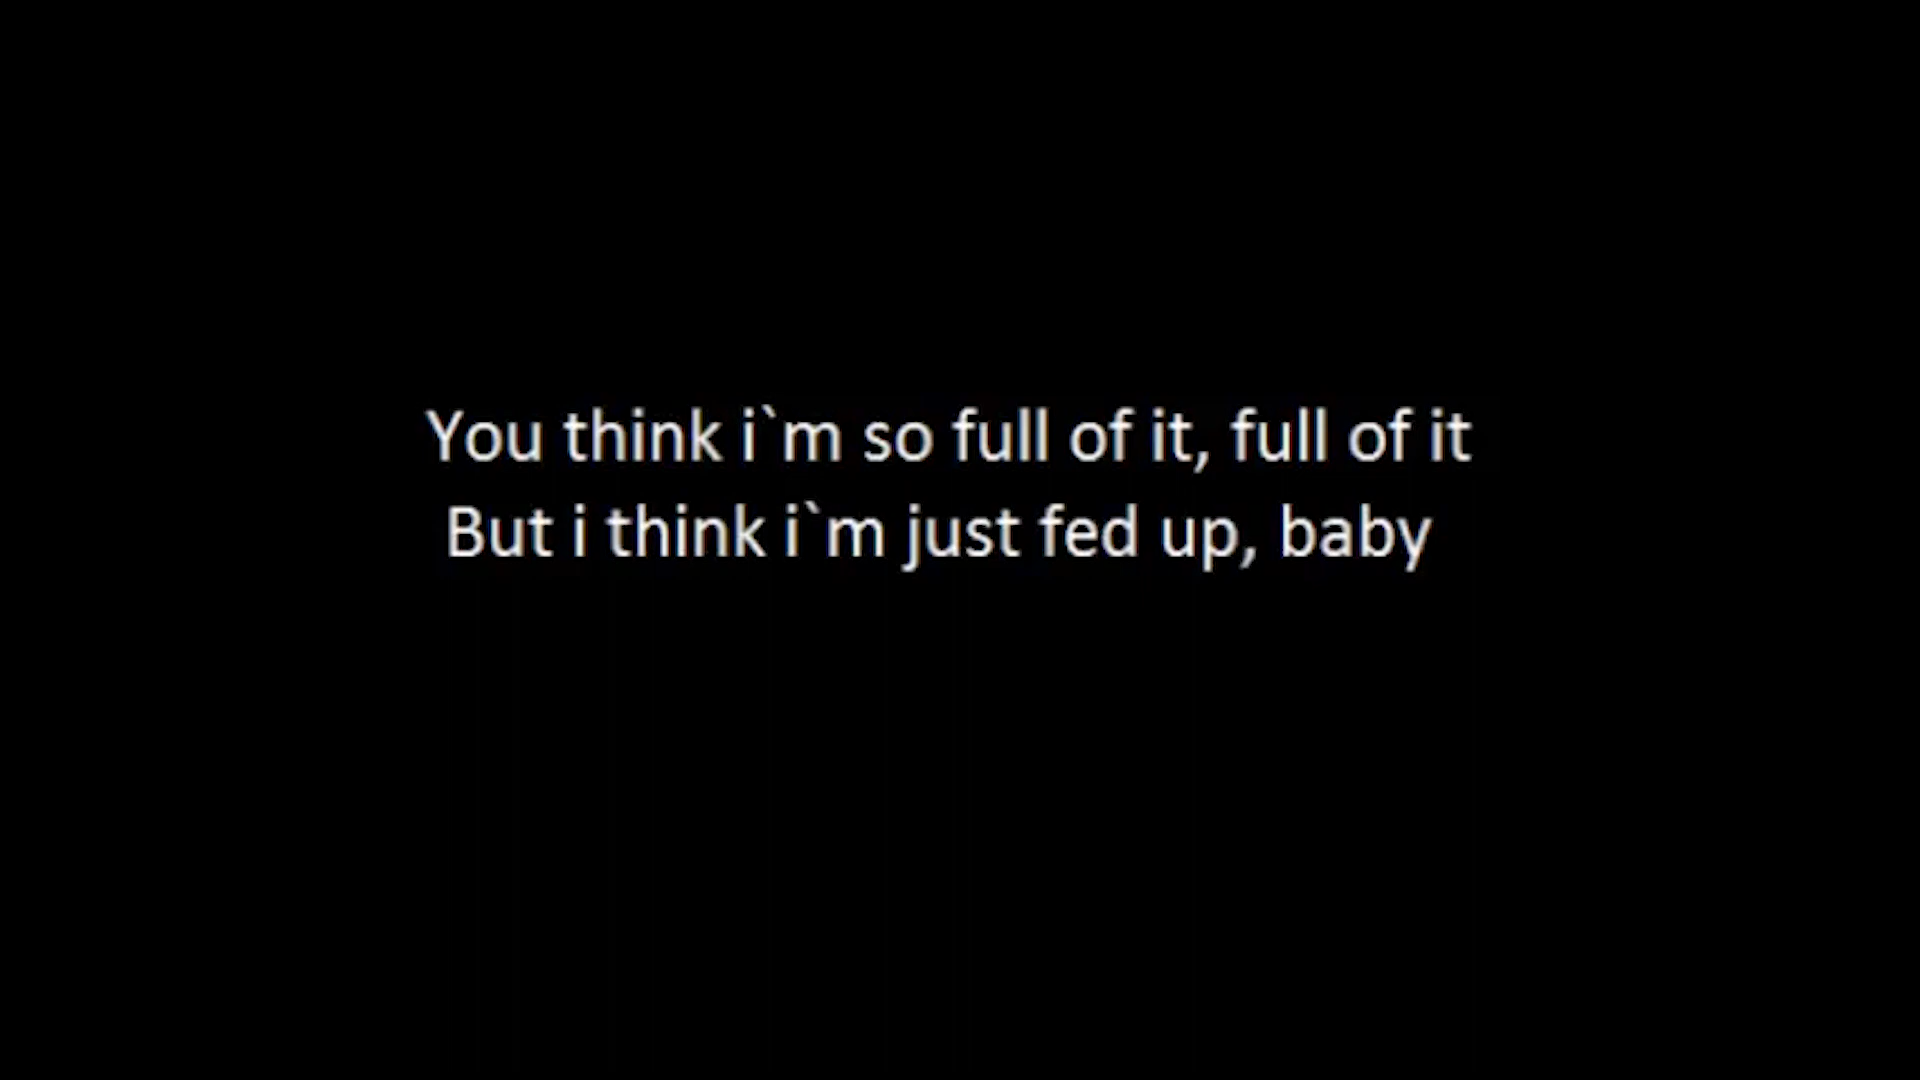 You think i`m so full of it, full of it
But i think i`m just fed up, baby